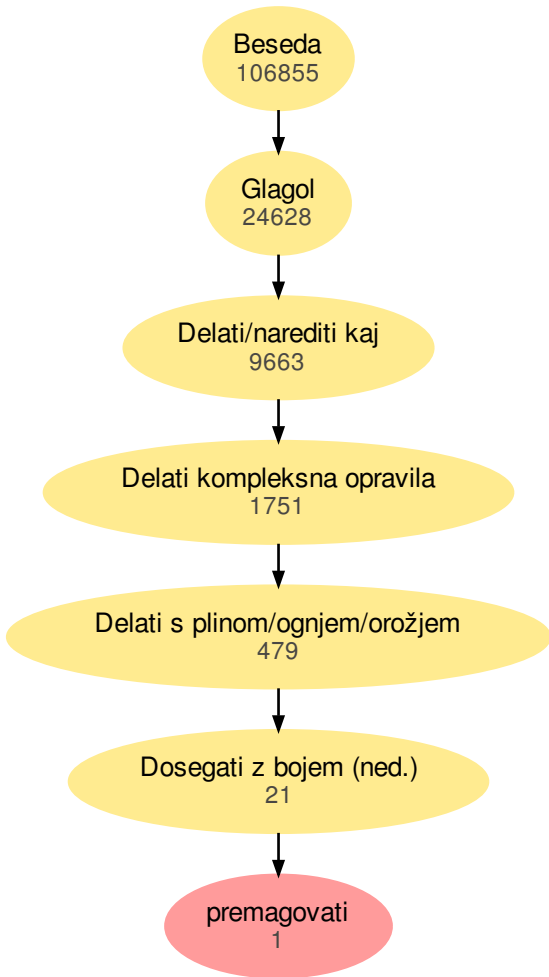 Beseda
106855
Glagol
24628
Delati/narediti kaj
9663
Delati kompleksna opravila
1751
Delati s plinom/ognjem/orožjem
479
Dosegati z bojem (ned.)
21
premagovati
1